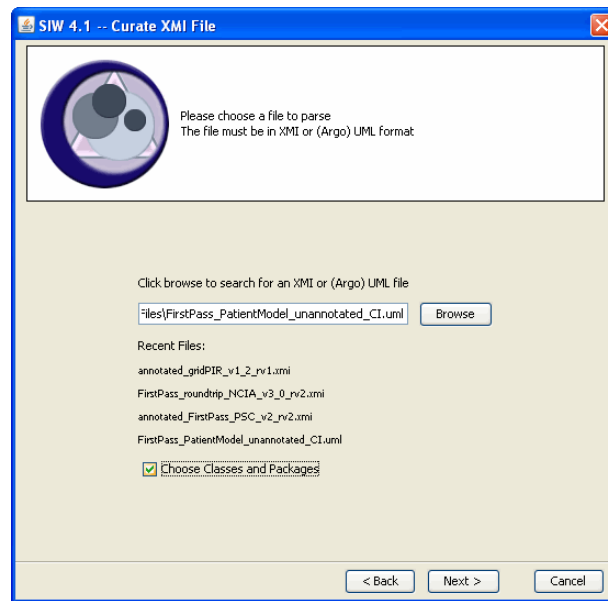 SIW 4.1 -- Curate XMI File
Please choose a file to parse
The file must be in XMI or (Argo) UML format
Click browse to search for an XMI or (Argo) UML file
Files\FirstPass_PatientModel_unannotated_CI.uml
Browse
Recent Files:
annotated_gridPIR_v1_2_rv1.xmi
FirstPass_roundtrip_NCIA_v3_0_rv2.xmi
annotated_FirstPass_PSC_v2_rv2.xmi
FirstPass_PatientModel_unannotated_CI.uml
Choose Classes and Packages
< Back Next > Cancel